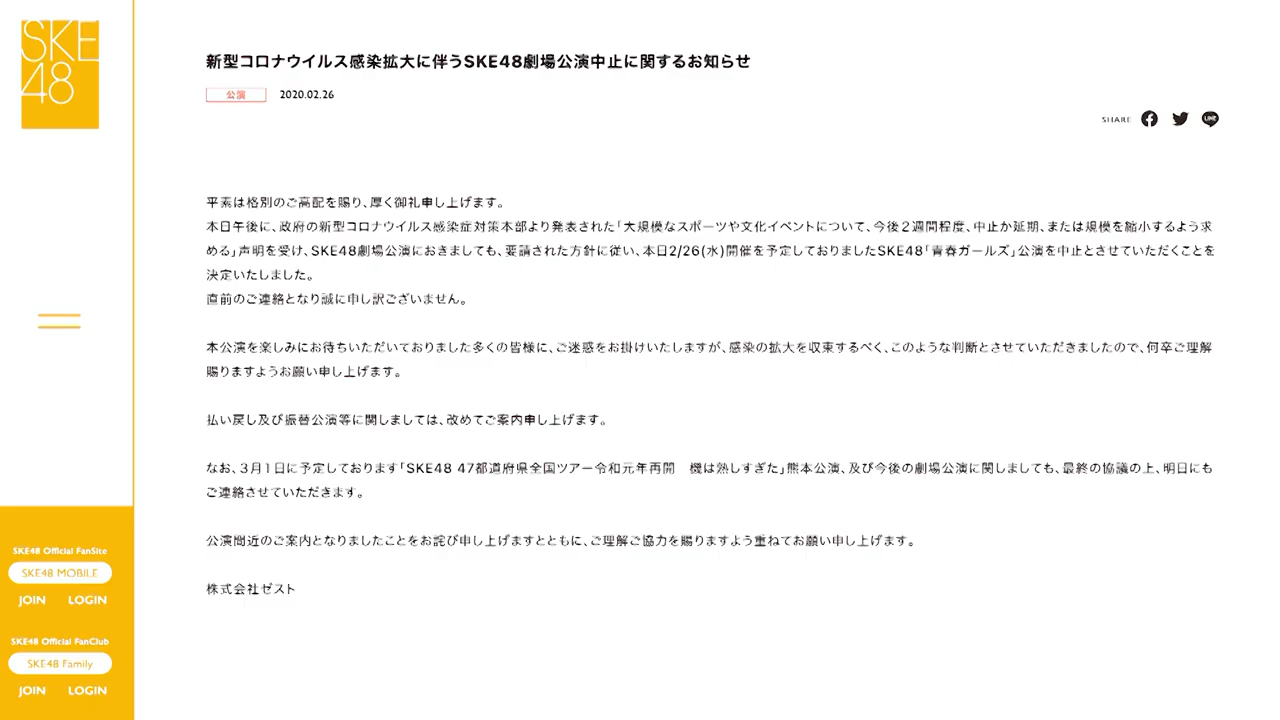 SKE
48
新型コロナウイルス感染拡大に伴うSKE48劇場公演中止に関するお知らせ
公演 2020.02.26
SHARE
LINE
平素は格別のご高配を賜り、厚く御礼申し上げます。
本日午後に、政府の新型コロナウイルス感染症対策本部より発表された「大規模なスポーツや文化イベントについて、今後２週間程度、中止か延期、または規模を縮小するよう求
める」声明を受け、SKE48劇場公演におきましても、要請された方針に従い、本日2/26(水)開催を予定しておりましたSKE48「青春ガールズ」公演を中止とさせていただくことを
決定いたしました。
直前のご連絡となり誠に申し訳ございません。
本公演を楽しみにお待ちいただいておりました多くの皆様に、ご迷惑をお掛けいたしますが、感染の拡大を収束するべく、このような判断とさせていただきましたので、何卒ご理解
賜りますようお願い申し上げます。
払い戻し及び振替公演等に関しましては、改めてご案内申し上げます。
なお、３月１日に予定しております「SKE48 47都道府県全国ツアー令和元年再開　機は熟しすぎた」熊本公演、及び今後の劇場公演に関しましても、最終の協議の上、明日にも
ご連絡させていただきます。
公演間近のご案内となりましたことをお詫び申し上げますとともに、ご理解ご協力を賜りますよう重ねてお願い申し上げます。
株式会社ゼスト
SKE48 Official FanSite
SKE48 MOBILE
JOIN LOGIN
SKE48 Official FanClub
SKE48 Family
JOIN LOGIN